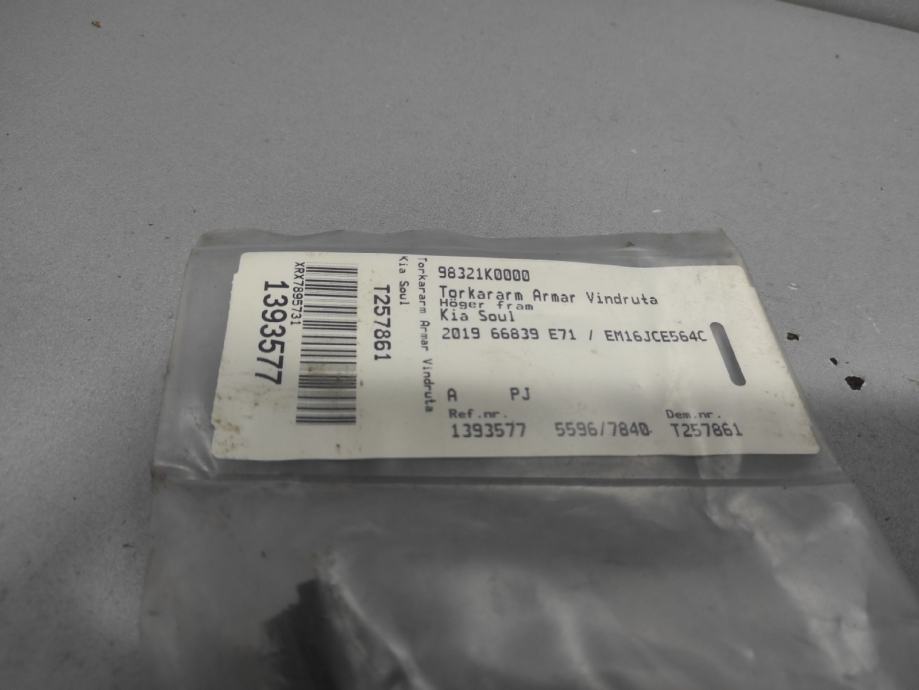 98321K0000
Torkararm Armar Vindruta
Höger fram
Kia Soul
2019 66839 E71 / EM16JCE564C
A PJ
Ref.nr. Dem.nr.
1393577 5596/7840 T257861
Torkararm Armar Vindruta
Kia Soul
T257861
XRX7895731
1393577